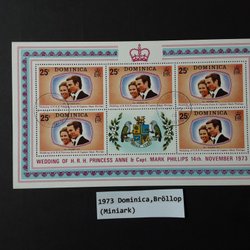 25c DOMINICA 25c DOMINICA 25c DOMINICA
25c DOMINICA 25c DOMINICA
WEDDING OF H.R.H. PRINCESS ANNE & Capt. MARK PHILLIPS 14th. NOVEMBER 1973
1973 Dominica,Bröllop
(Miniark)